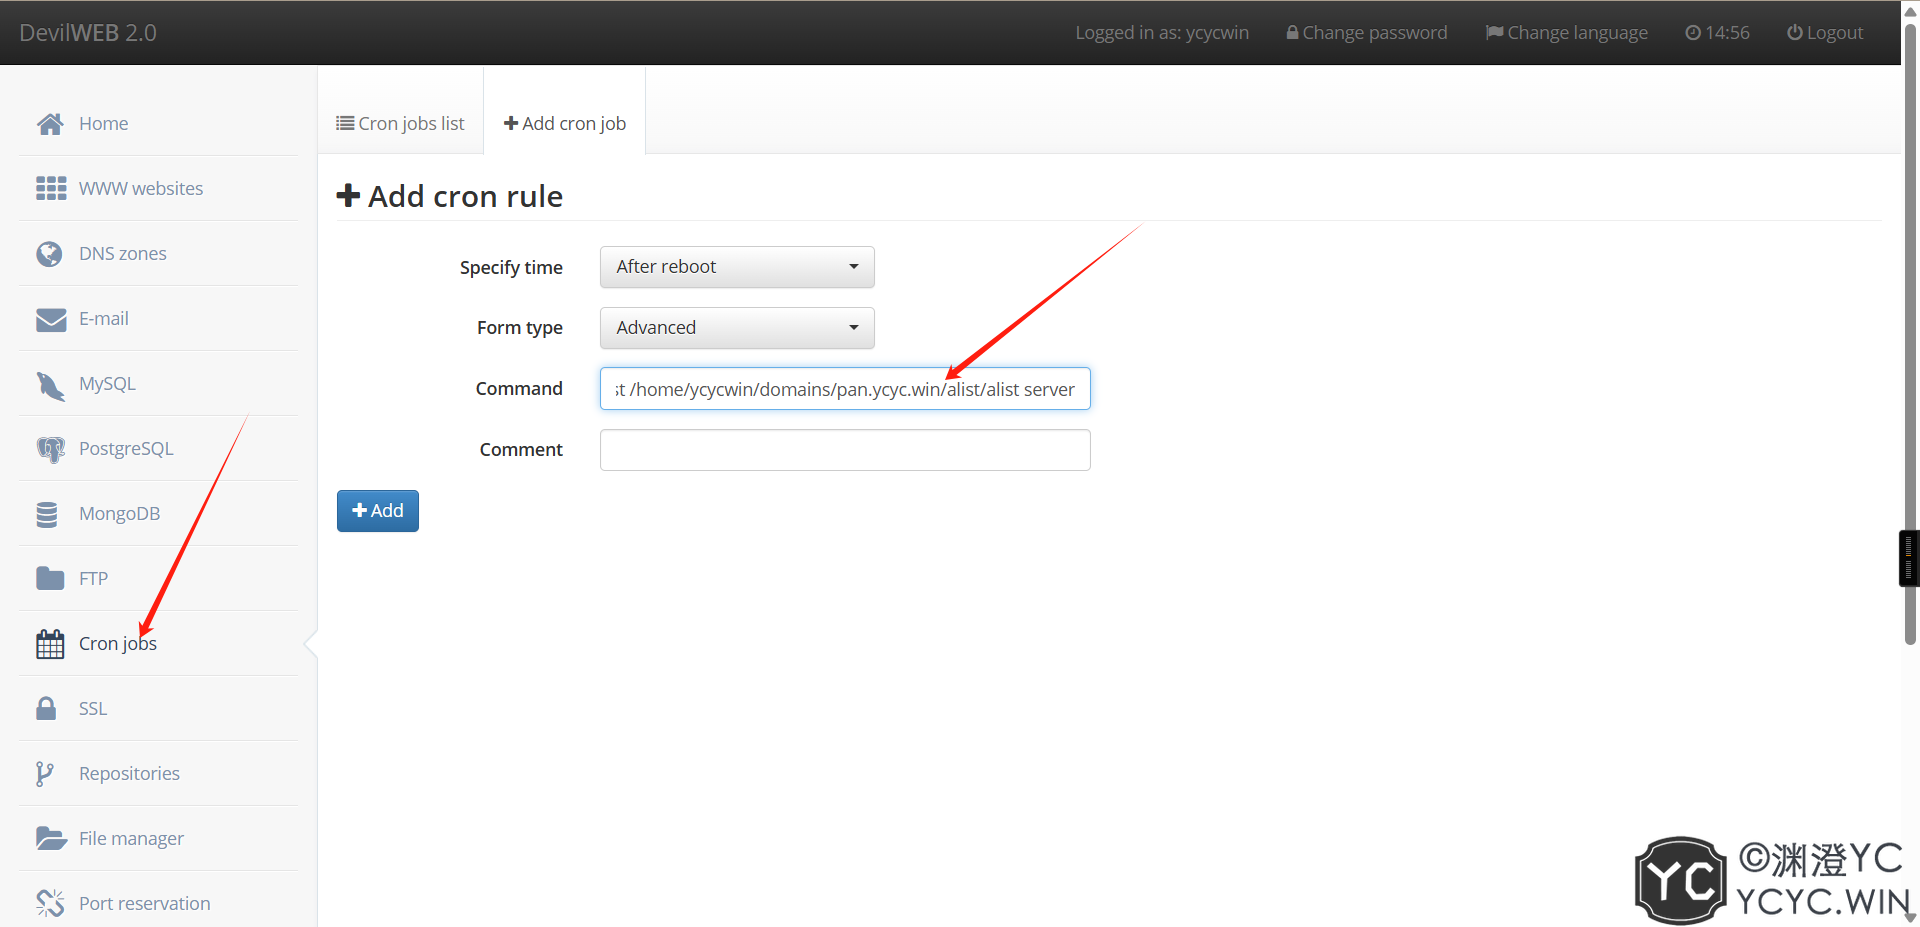 DevilWEB 2.0
Logged in as: ycycwin
Change password
Change language
14:56
Logout
Home
WWW websites
DNS zones
E-mail
MySQL
PostgreSQL
MongoDB
FTP
Cron jobs
SSL
Repositories
File manager
Port reservation
Cron jobs list
Add cron job
Add cron rule
Specify time
After reboot
Form type
Advanced
Command
/home/ycycwin/domains/pan.ycyc.win/alist/alist server
Comment
Add
YC
©渊澄YC
YCYC.WIN